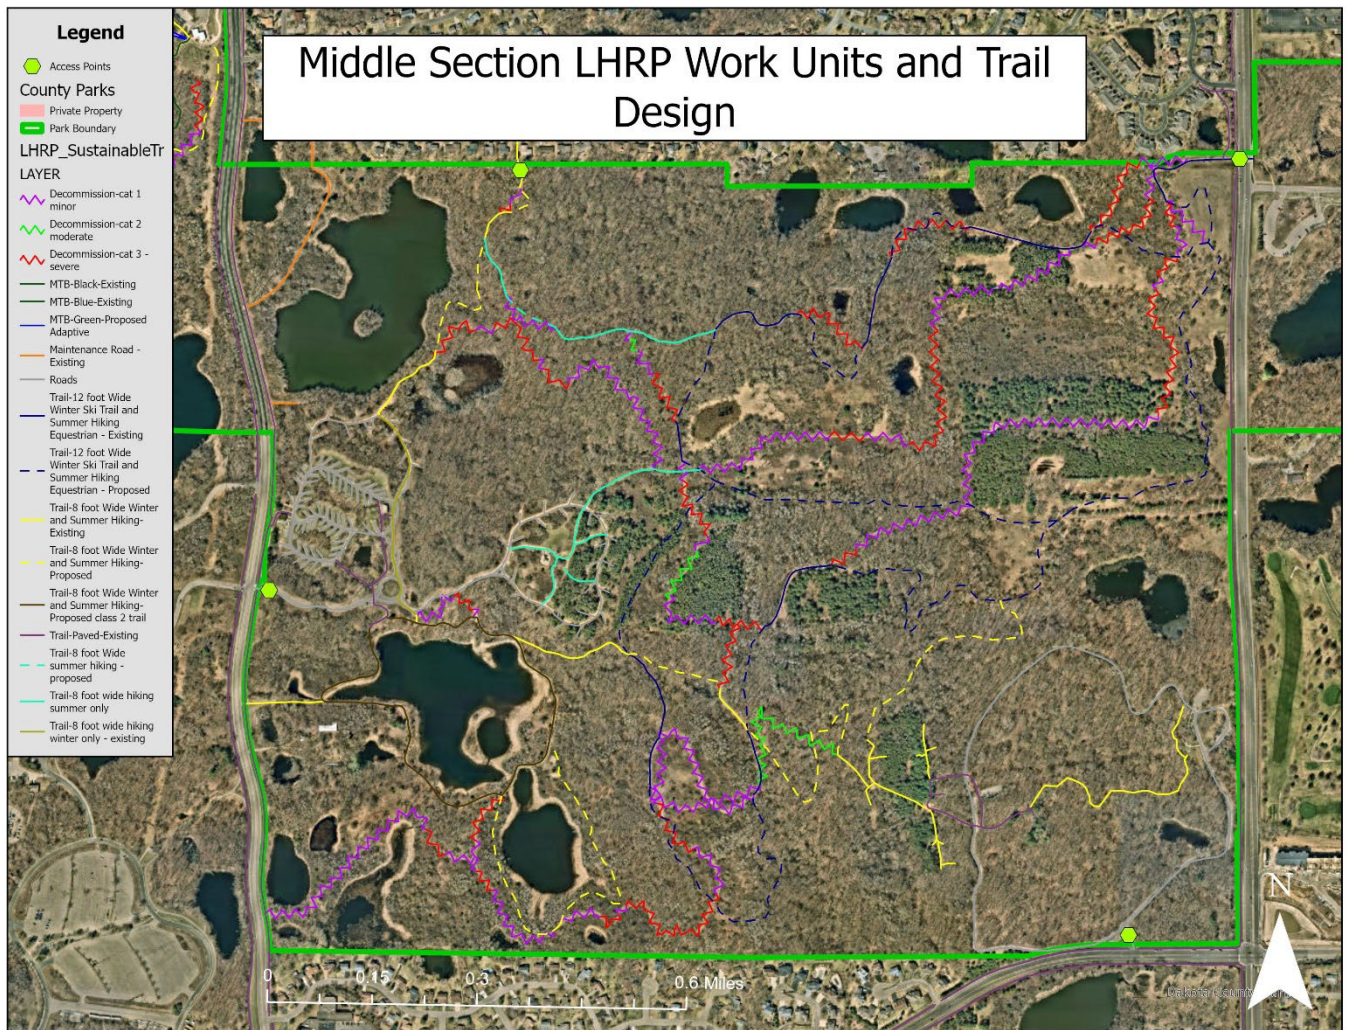 Middle Section LHRP Work Units and Trail
Design
Legend
Access Points
County Parks
Private Property
Park Boundary
LHRP_SustainableTr
LAYER
Decommission-cat 1
minor
Decommission-cat 2
moderate
Decommission-cat 3 -
severe
MTB-Black-Existing
MTB-Blue-Existing
MTB-Green-Proposed
Adaptive
Maintenance Road -
Existing
Roads
Trail-12 foot Wide
Winter Ski Trail and
Summer Hiking
Equestrian - Existing
Trail-12 foot Wide
Winter Ski Trail and
Summer Hiking
Equestrian - Proposed
Trail-8 foot Wide Winter
and Summer Hiking-
Existing
Trail-8 foot Wide Winter
and Summer Hiking-
Proposed
Trail-8 foot Wide Winter
and Summer Hiking-
Proposed class 2 trail
Trail-Paved-Existing
Trail-8 foot Wide
summer hiking -
proposed
Trail-8 foot wide hiking
summer only
Trail-8 foot wide hiking
winter only - existing
N
0 0.15 0.3 0.6 Miles
Dakota County